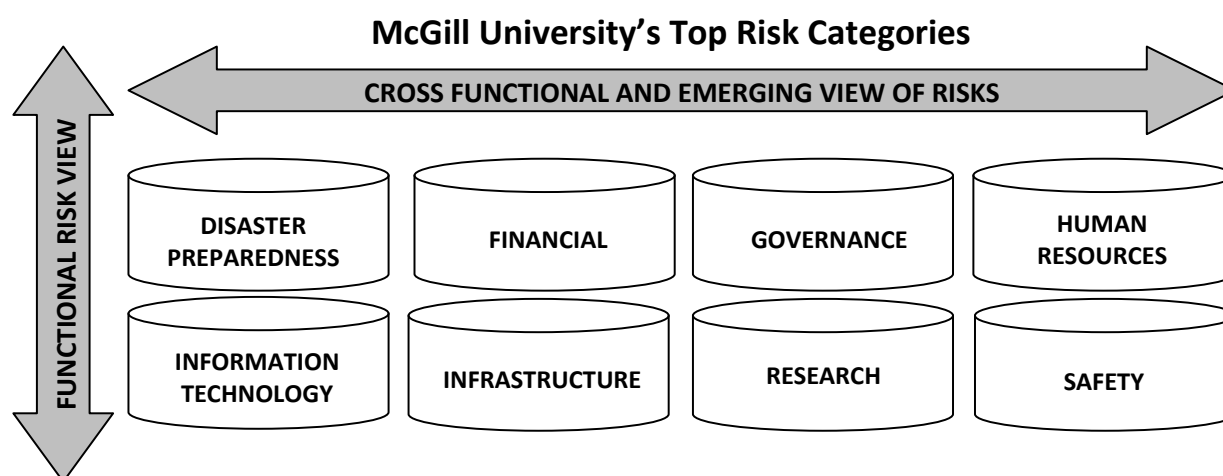 McGill University’s Top Risk Categories
CROSS FUNCTIONAL AND EMERGING VIEW OF RISKS
FUNCTIONAL RISK VIEW
DISASTER
PREPAREDNESS
FINANCIAL
GOVERNANCE
HUMAN
RESOURCES
INFORMATION
TECHNOLOGY
INFRASTRUCTURE
RESEARCH
SAFETY